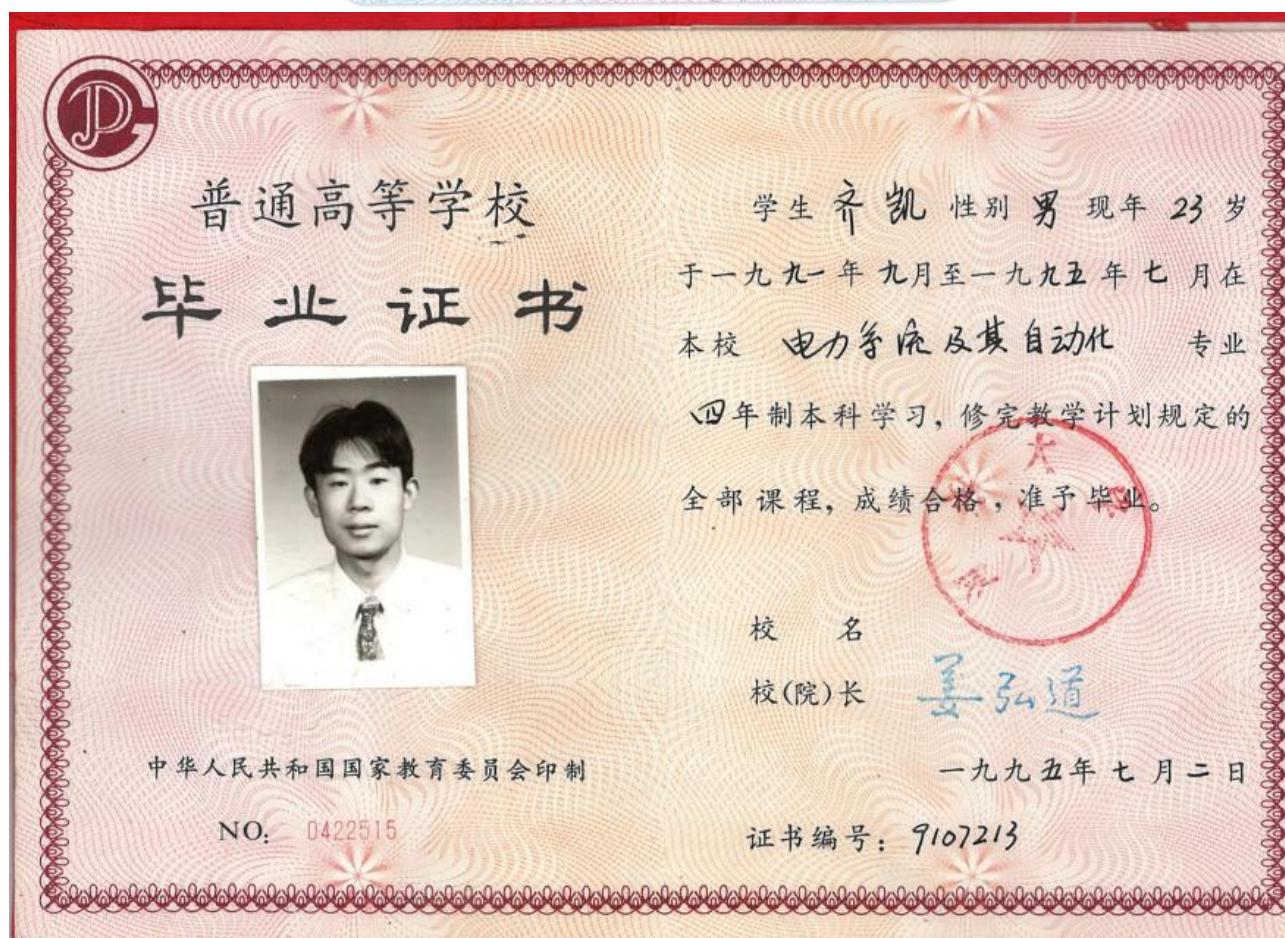 普通高等学校
毕业证书
中华人民共和国国家教育委员会印制
NO: 0422515
学生 齐凯 性别 男 现年 23 岁
于一九九一年九月至一九九五年七月在
本校 电力系统及其自动化 专业
四年制本科学习，修完教学计划规定的
全部课程，成绩合格，准予毕业。
大
校 名
校(院)长 姜弘道
一九九五年七月二日
证书编号：9107213